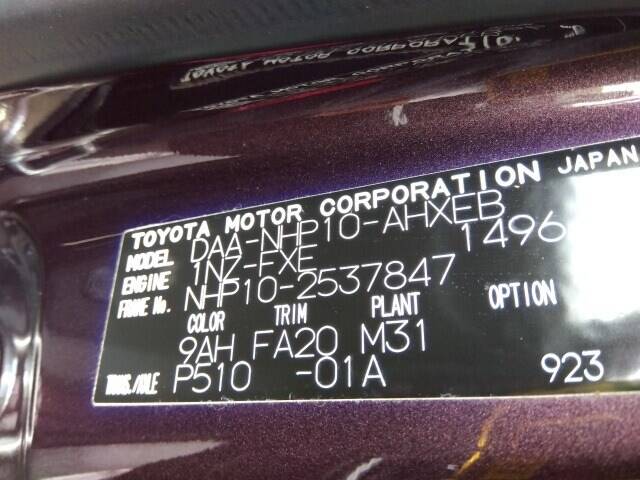 TOYOTA MOTOR CORPORATION JAPAN
MODEL DAA-NHP10-AHXEB
ENGINE 1NZ-FXE 1496
FRAME No. NHP10-2537847
COLOR TRIM PLANT OPTION
9AH FA20 M31
TRANS./AXLE P510 -01A 923